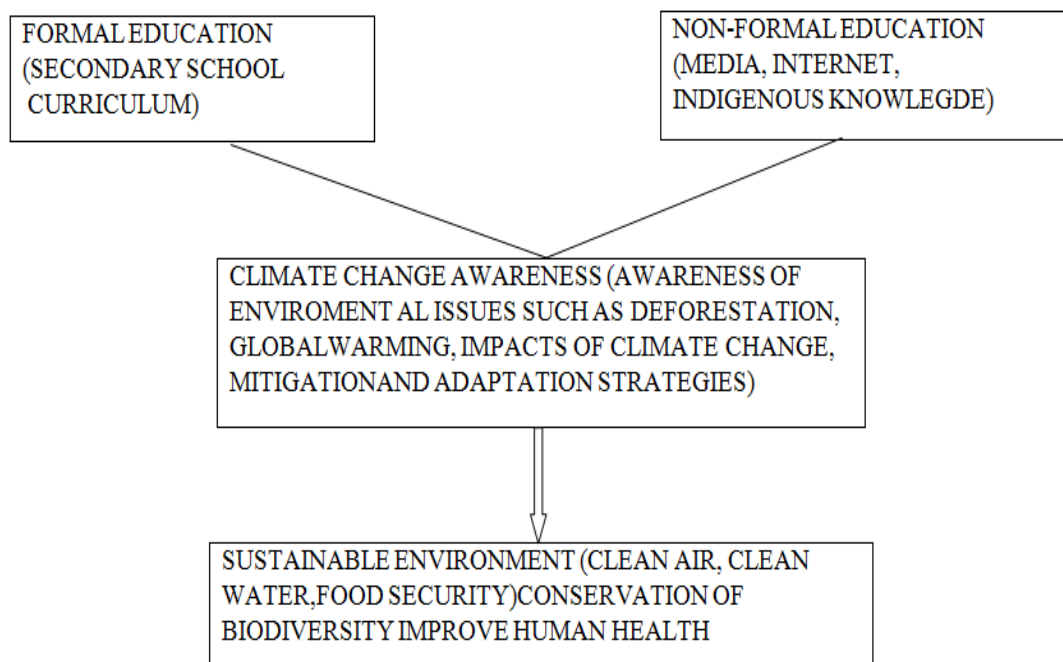 FORMAL EDUCATION
(SECONDARY SCHOOL
CURRICULUM)
NON-FORMAL EDUCATION
(MEDIA, INTERNET,
INDIGENOUS KNOWLEGDE)
CLIMATE CHANGE AWARENESS (AWARENESS OF
ENVIROMENT AL ISSUES SUCH AS DEFORESTATION,
GLOBALWARMING, IMPACTS OF CLIMATE CHANGE,
MITIGATIONAND ADAPTATION STRATEGIES)
SUSTAINABLE ENVIRONMENT (CLEAN AIR, CLEAN
WATER,FOOD SECURITY)CONSERVATION OF
BIODIVERSITY IMPROVE HUMAN HEALTH